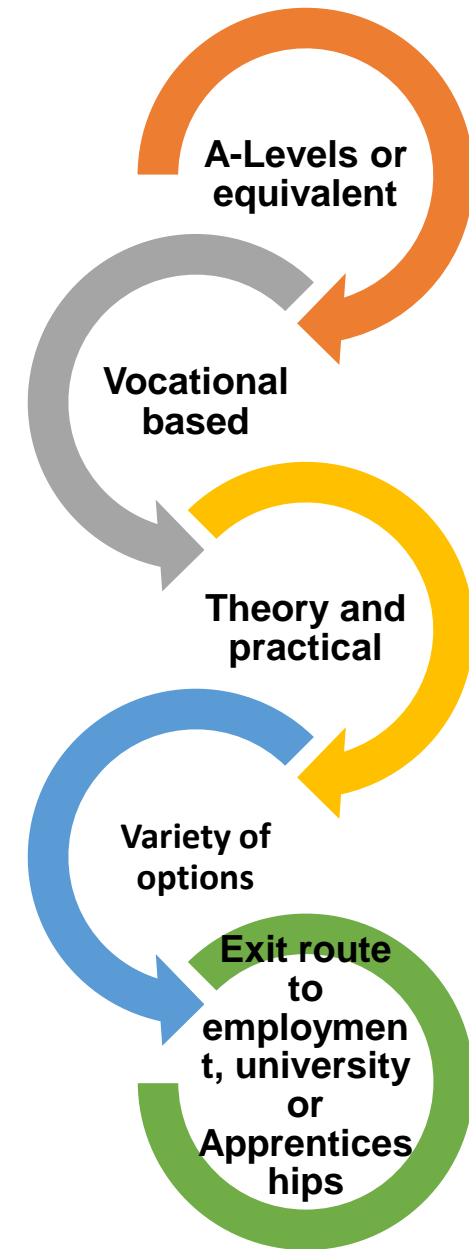 A-Levels or
equivalent
Vocational
based
Theory and
practical
Variety of
options
Exit route
to
employmen
t, university
or
Apprentices
hips